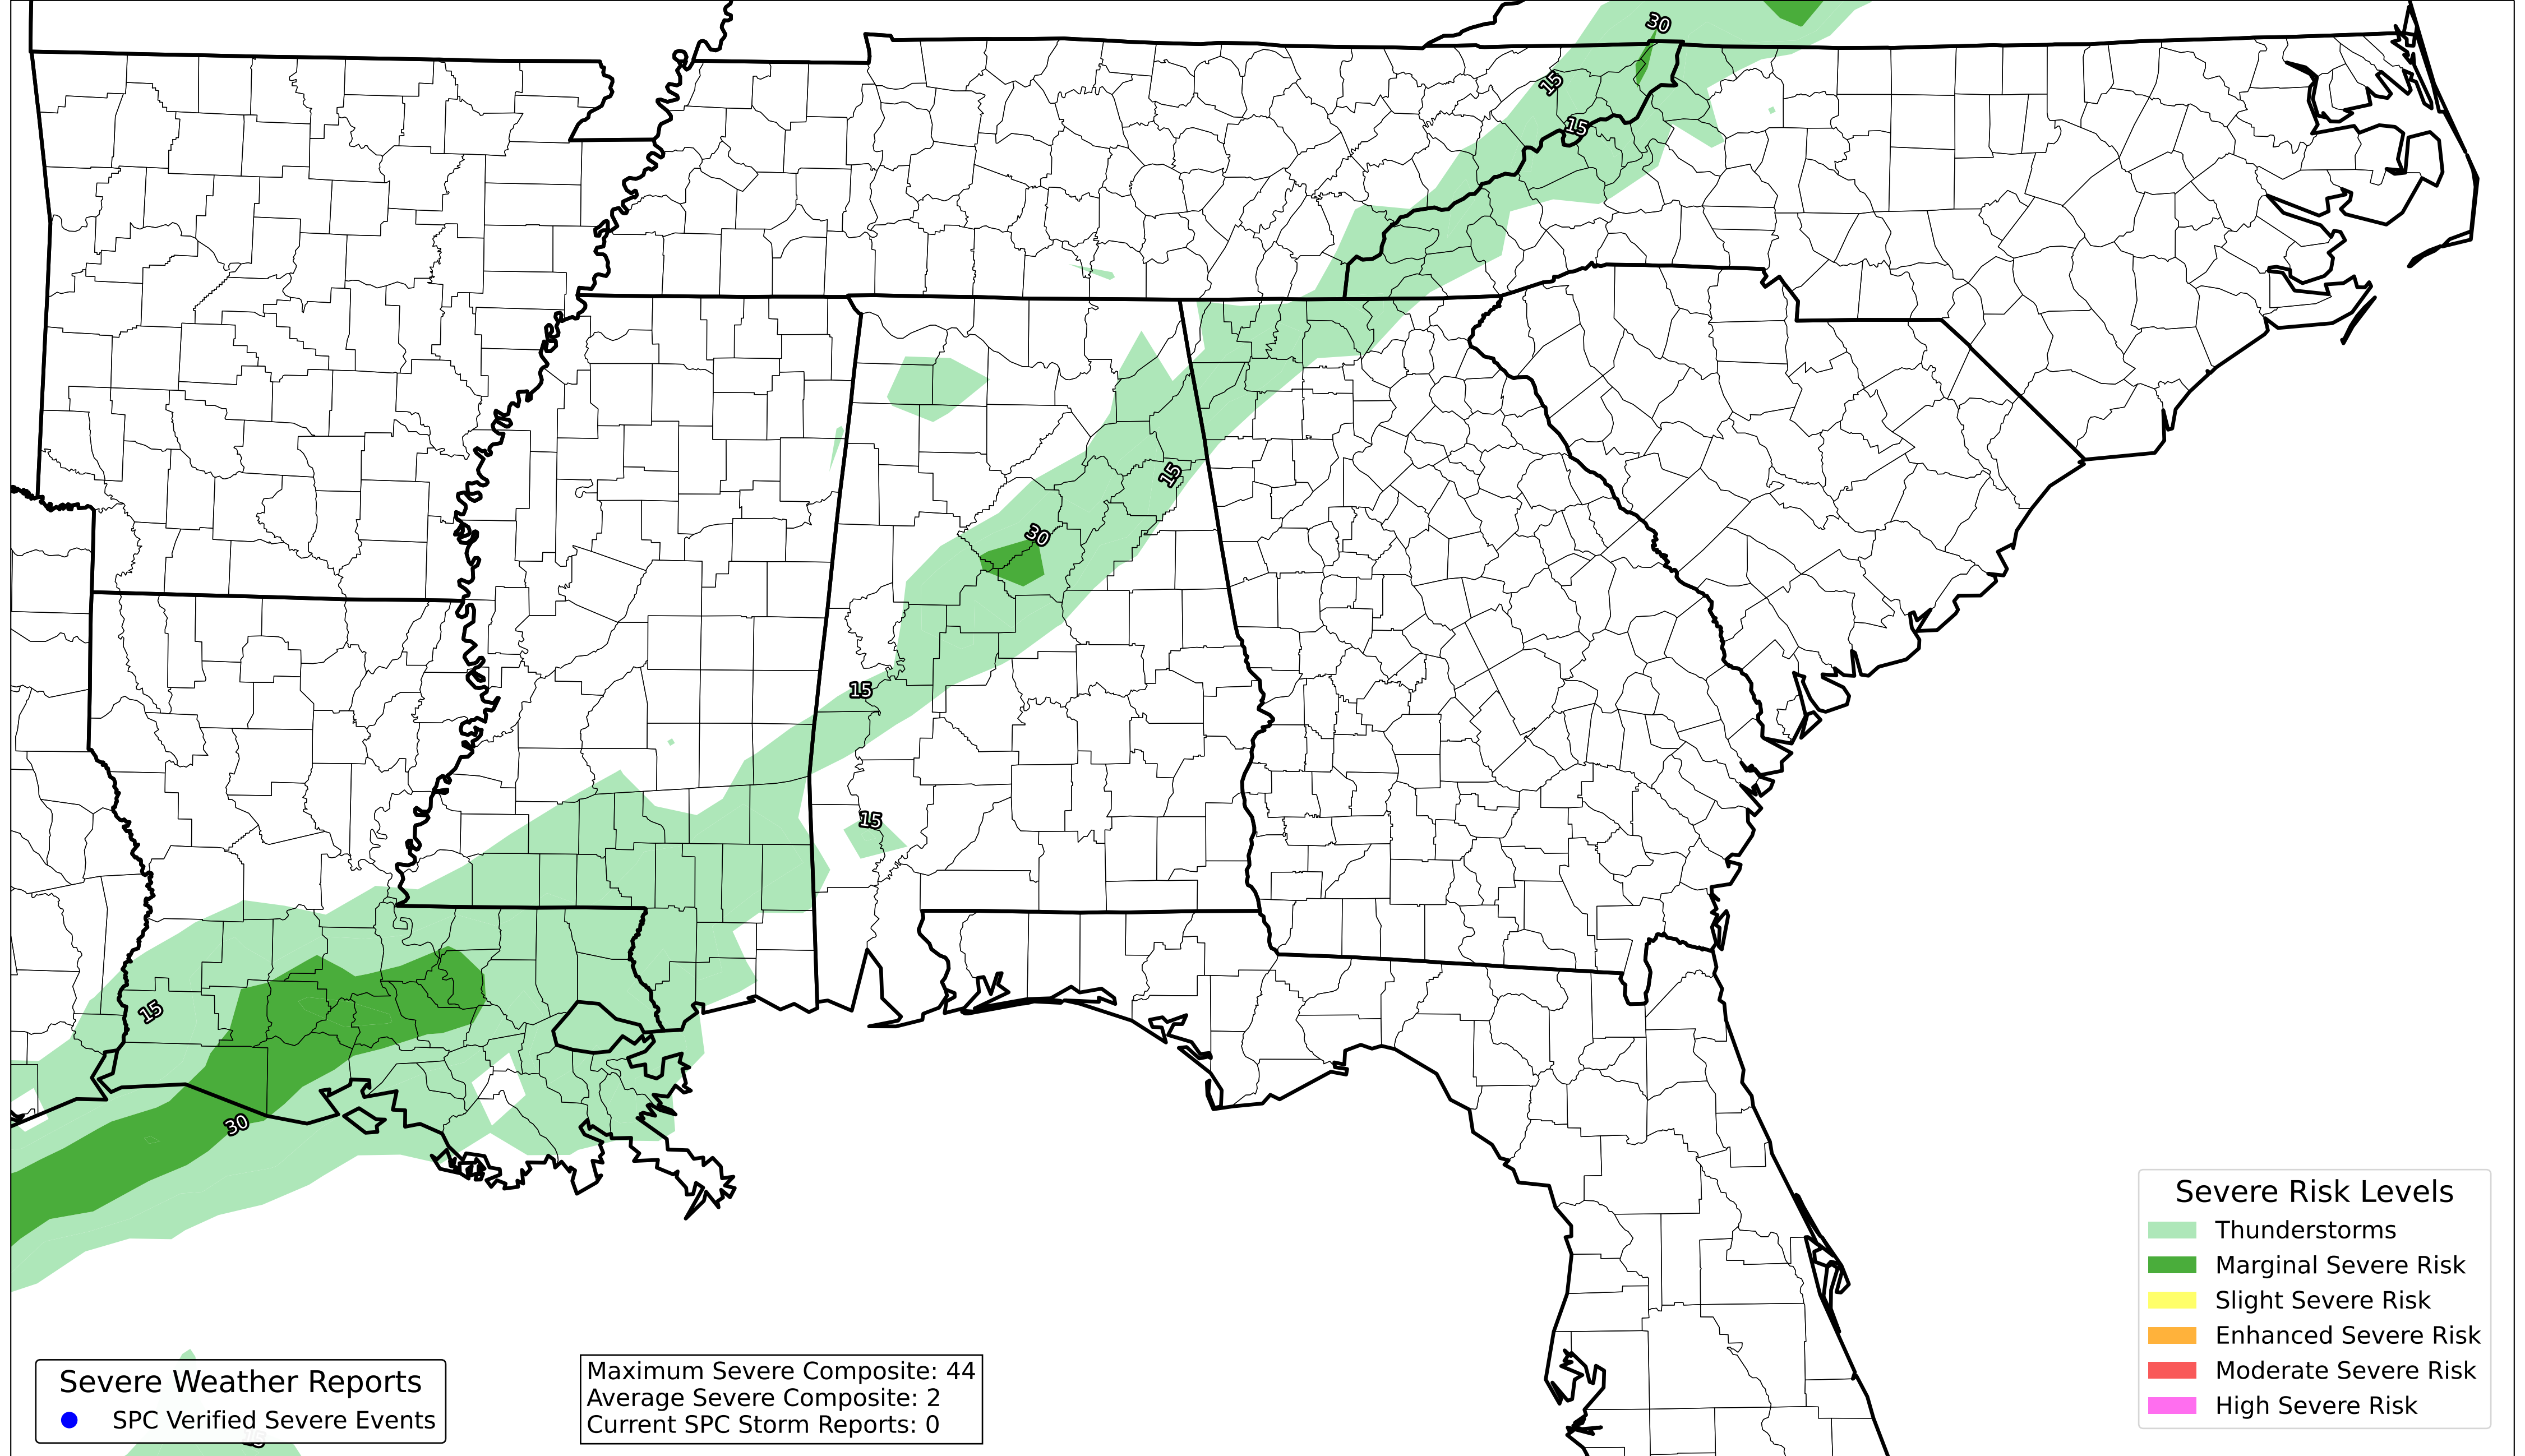 30
15
15
15
30
15
15
15
30
Severe Risk Levels
Thunderstorms
Marginal Severe Risk
Slight Severe Risk
Enhanced Severe Risk
Moderate Severe Risk
High Severe Risk
Severe Weather Reports
SPC Verified Severe Events
15
Maximum Severe Composite: 44
Average Severe Composite: 2
Current SPC Storm Reports: 0